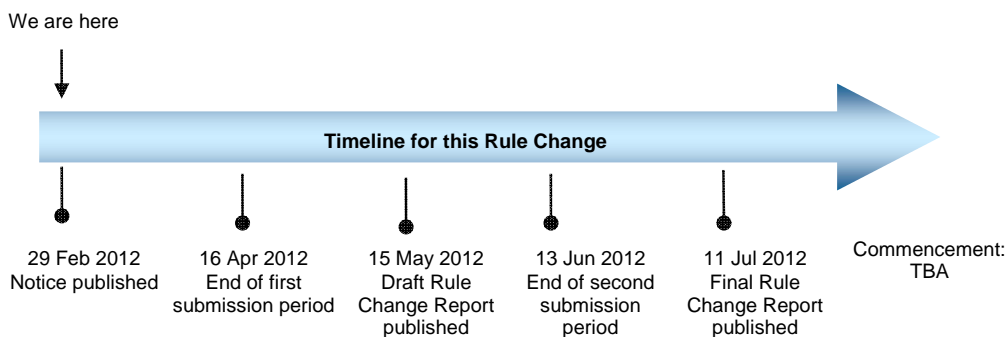 We are here
Timeline for this Rule Change
29 Feb 2012
Notice published
16 Apr 2012
End of first
submission period
15 May 2012
Draft Rule
Change Report
published
13 Jun 2012
End of second
submission
period
11 Jul 2012
Final Rule
Change Report
published
Commencement:
TBA